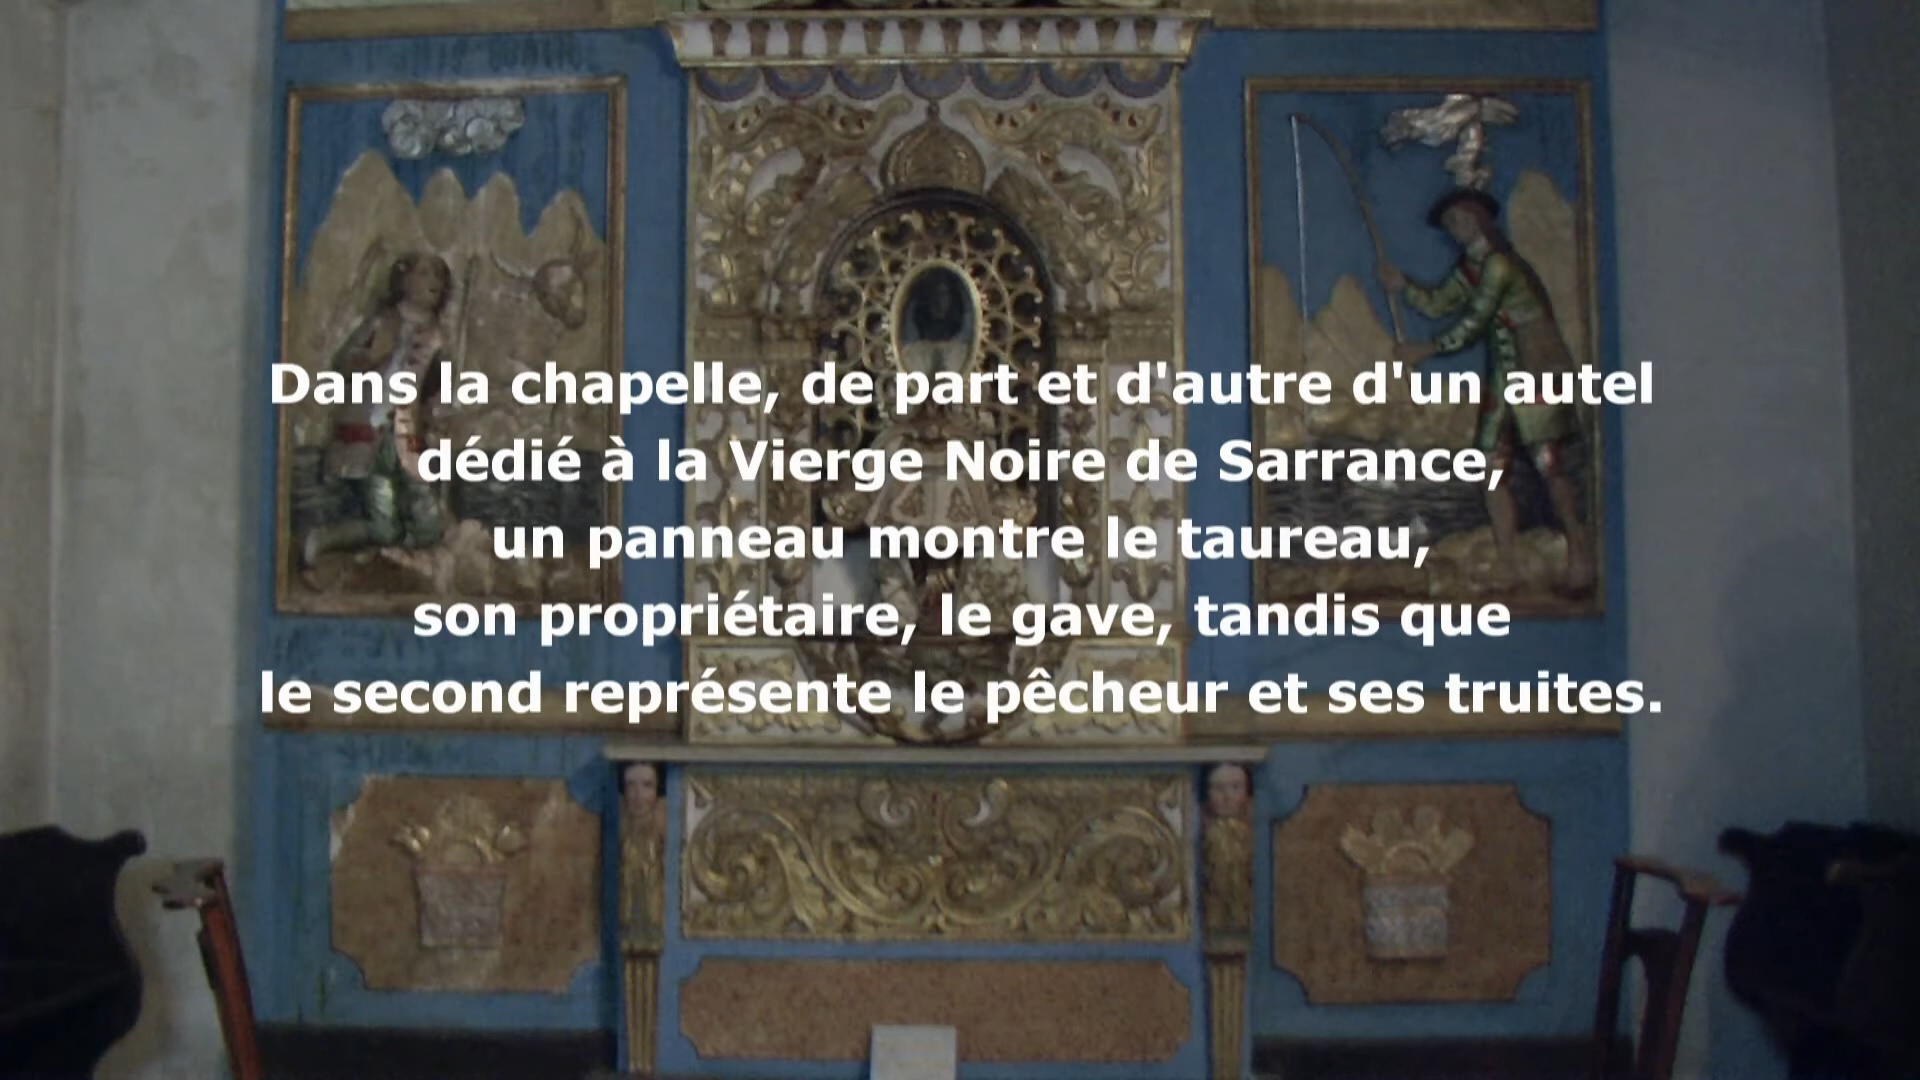 Dans la chapelle, de part et d'autre d'un autel
dédié à la Vierge Noire de Sarrance,
un panneau montre le taureau,
son propriétaire, le gave, tandis que
le second représente le pêcheur et ses truites.